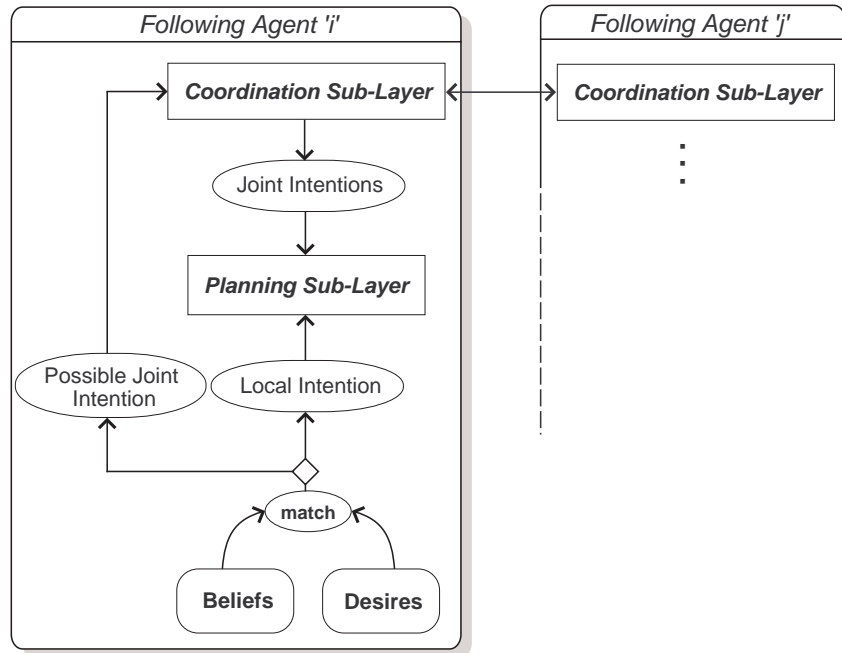 Following Agent 'i'
Following Agent 'j'
Coordination Sub-Layer
Coordination Sub-Layer
Joint Intentions
Planning Sub-Layer
Possible Joint
Intention
Local Intention
match
Beliefs
Desires